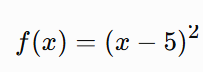 f(x) = (x − 5)²